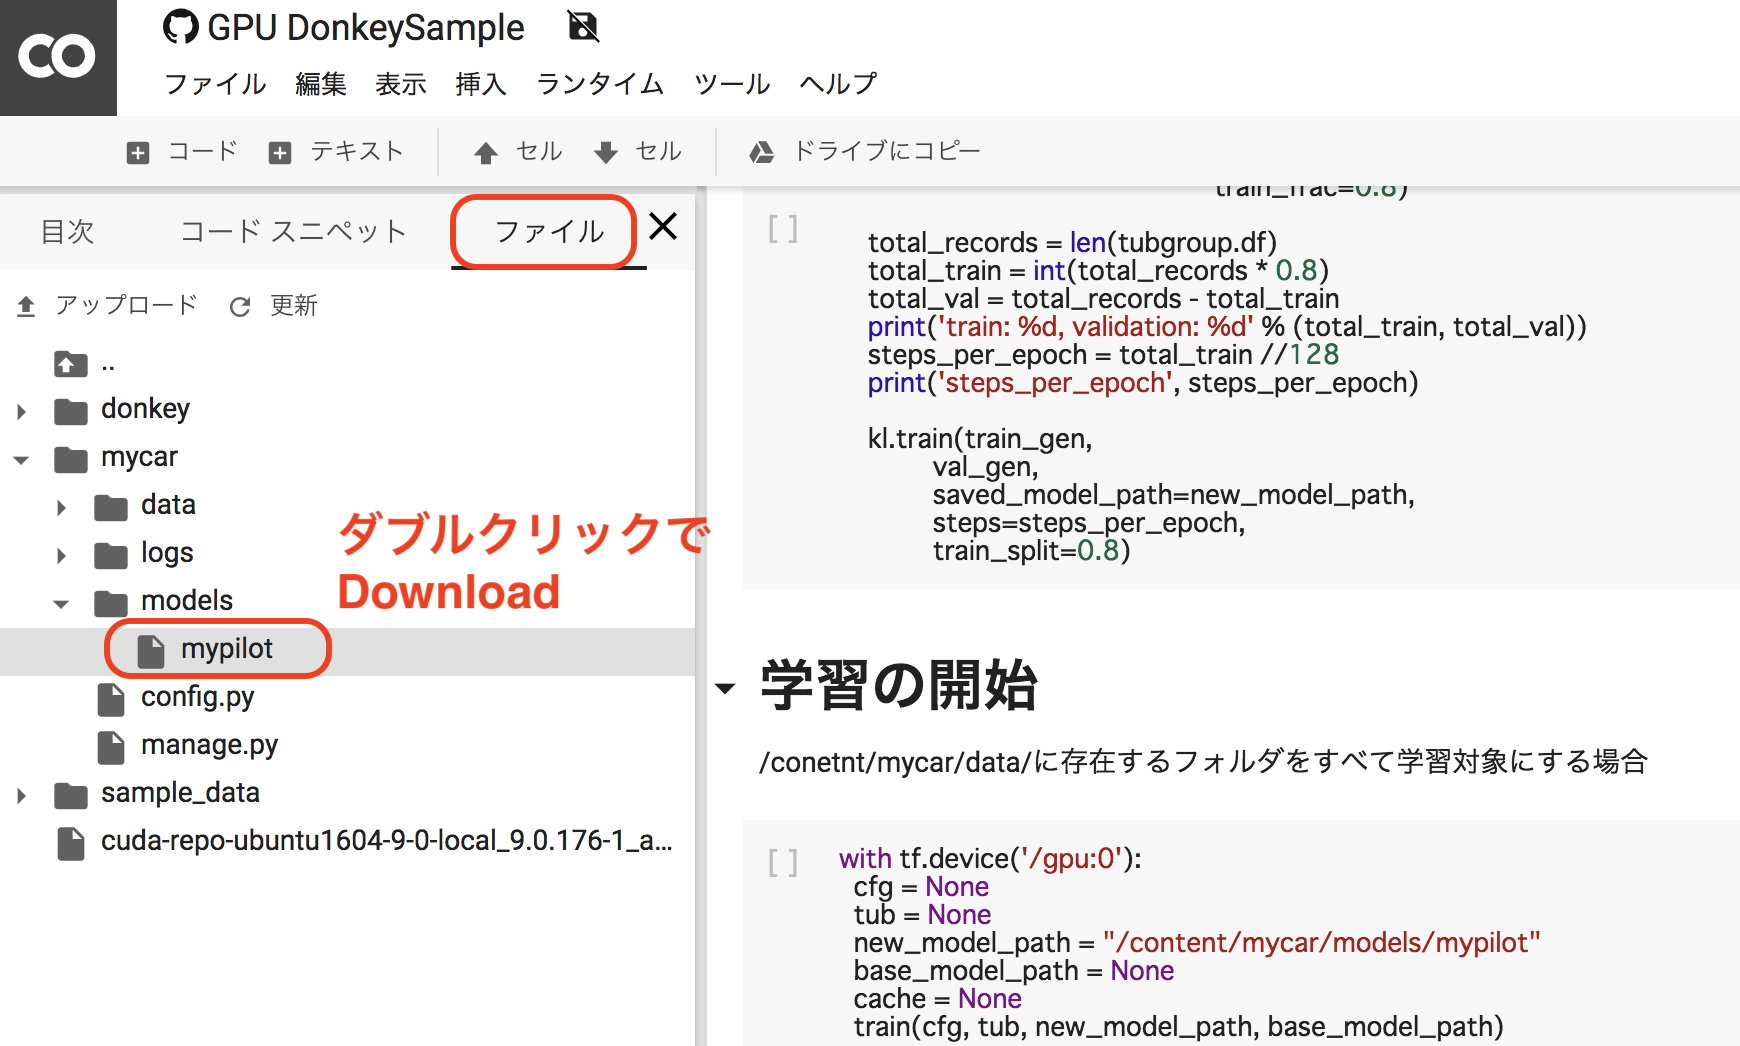 GPU DonkeySample
ファイル 編集 表示 挿入 ランタイム ツール ヘルプ
コード テキスト セル セル ドライブにコピー
目次 コード スニペット ファイル
アップロード 更新
..
donkey
mycar
data
logs
models
mypilot
config.py
manage.py
sample_data
cuda-repo-ubuntu1604-9-0-local_9.0.176-1_a...
ダブルクリックで
Download
train_frac=0.8)
[ ]
total_records = len(tubgroup.df)
total_train = int(total_records * 0.8)
total_val = total_records - total_train
print('train: %d, validation: %d' % (total_train, total_val))
steps_per_epoch = total_train //128
print('steps_per_epoch', steps_per_epoch)
kl.train(train_gen,
val_gen,
saved_model_path=new_model_path,
steps=steps_per_epoch,
train_split=0.8)
学習の開始
/conetnt/mycar/data/に存在するフォルダをすべて学習対象にする場合
[ ]
with tf.device('/gpu:0'):
cfg = None
tub = None
new_model_path = "/content/mycar/models/mypilot"
base_model_path = None
cache = None
train(cfg, tub, new_model_path, base_model_path)